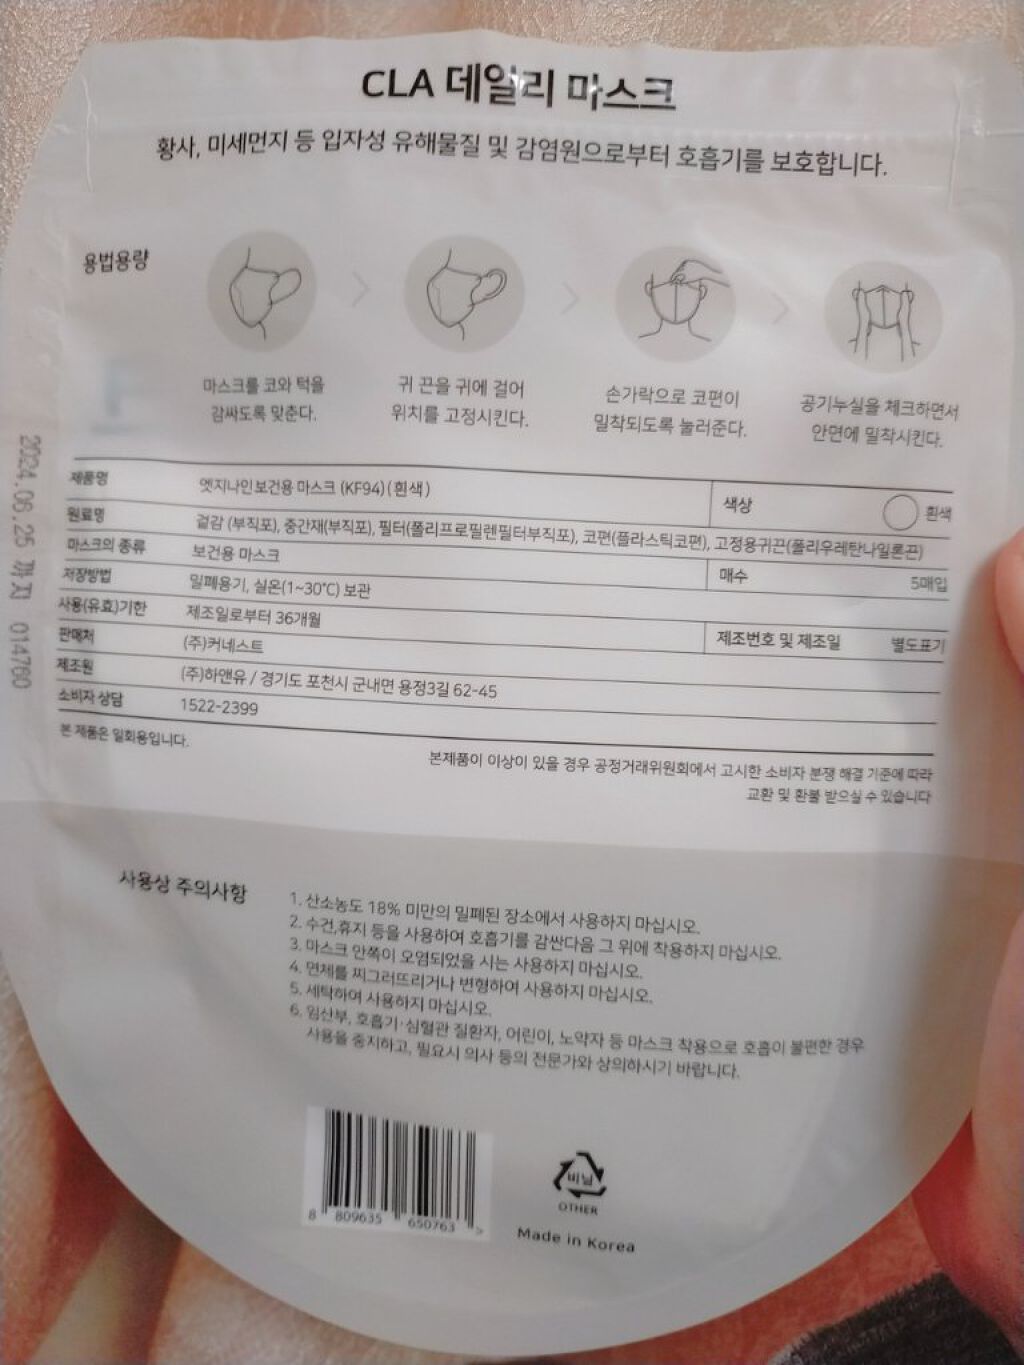 CLA 데일리 마스크
황사, 미세먼지 등 입자성 유해물질 및 감염원으로부터 호흡기를 보호합니다.
용법용량
마스크를 코와 턱을
감싸도록 맞춘다.
귀 끈을 귀에 걸어
위치를 고정시킨다.
손가락으로 코편이
밀착되도록 눌러준다.
공기누설을 체크하면서
안면에 밀착시킨다.
제품명 엣지나인보건용 마스크 (KF94) (흰색) 색상 흰색
원료명 겉감 (부직포), 중간재(부직포), 필터(폴리프로필렌필터부직포), 코편(플라스틱코편), 고정용귀끈(폴리우레탄나일론끈)
마스크의 종류 보건용 마스크 매수 5매입
저장방법 밀폐용기, 실온(1~30℃) 보관
사용(유효)기한 제조일로부터 36개월 제조번호 및 제조일 별도표기
판매처 (주)커네스트
제조원 (주)하앤유 / 경기도 포천시 군내면 용정3길 62-45
소비자 상담 1522-2399
본 제품은 일회용입니다.
본제품이 이상이 있을 경우 공정거래위원회에서 고시한 소비자 분쟁 해결 기준에 따라
교환 및 환불 받으실 수 있습니다
2024.06.25 까지 014760
사용상 주의사항
1. 산소농도 18% 미만의 밀폐된 장소에서 사용하지 마십시오.
2. 수건,휴지 등을 사용하여 호흡기를 감싼다음 그 위에 착용하지 마십시오.
3. 마스크 안쪽이 오염되었을 시는 사용하지 마십시오.
4. 면체를 찌그러뜨리거나 변형하여 사용하지 마십시오.
5. 세탁하여 사용하지 마십시오.
6. 임산부, 호흡기·심혈관 질환자, 어린이, 노약자 등 마스크 착용으로 호흡이 불편한 경우
사용을 중지하고, 필요시 의사 등의 전문가와 상의하시기 바랍니다.
8 809635 650763 >
비닐
OTHER
Made in Korea